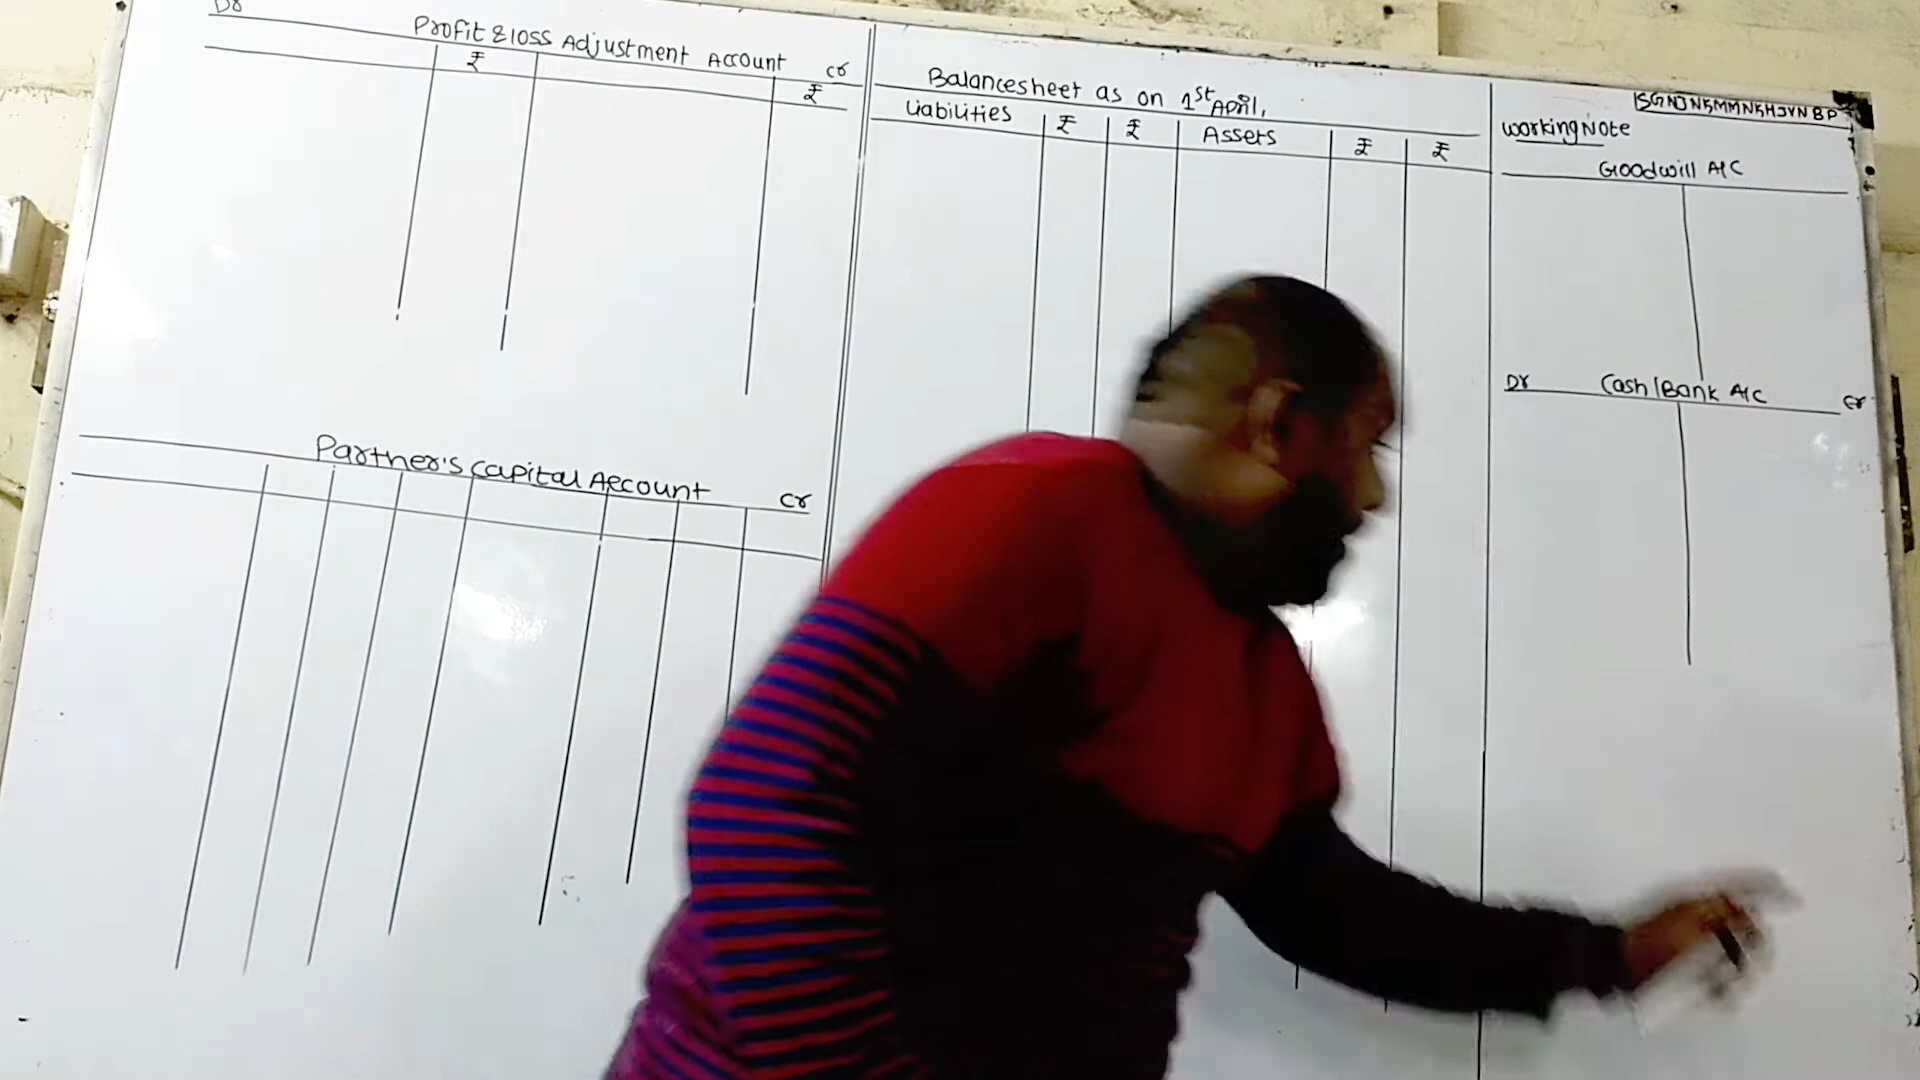 Dr Profit & loss Adjustment Account cr
₹ ₹
Partner's Capital Account cr
Balancesheet as on 1st April,
Liabilities ₹ ₹ Assets ₹ ₹
SGNJNKMMNKHJVNBP
Working Note
Goodwill A/C
Dr Cash/Bank A/C cr